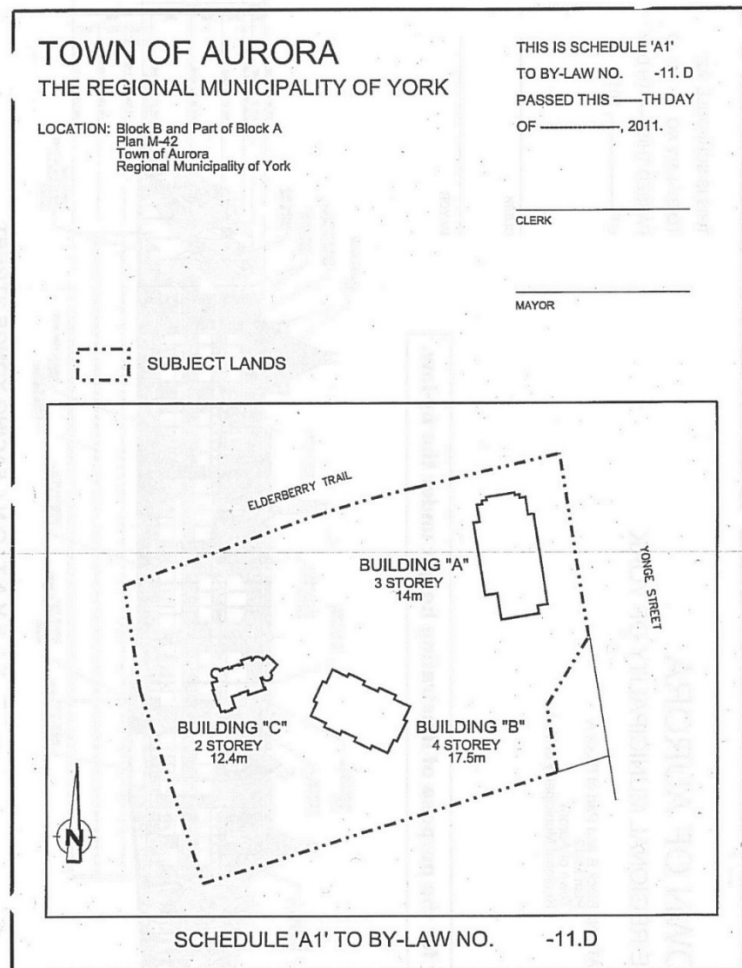 TOWN OF AURORA
THE REGIONAL MUNICIPALITY OF YORK
LOCATION: Block B and Part of Block A
Plan M-42
Town of Aurora
Regional Municipality of York
THIS IS SCHEDULE 'A1'
TO BY-LAW NO. -11. D
PASSED THIS ——TH DAY
OF ————, 2011.
CLERK
MAYOR
SUBJECT LANDS
ELDERBERRY TRAIL
YONGE STREET
BUILDING "A"
3 STOREY
14m
BUILDING "C"
2 STOREY
12.4m
BUILDING "B"
4 STOREY
17.5m
N
SCHEDULE 'A1' TO BY-LAW NO. -11.D